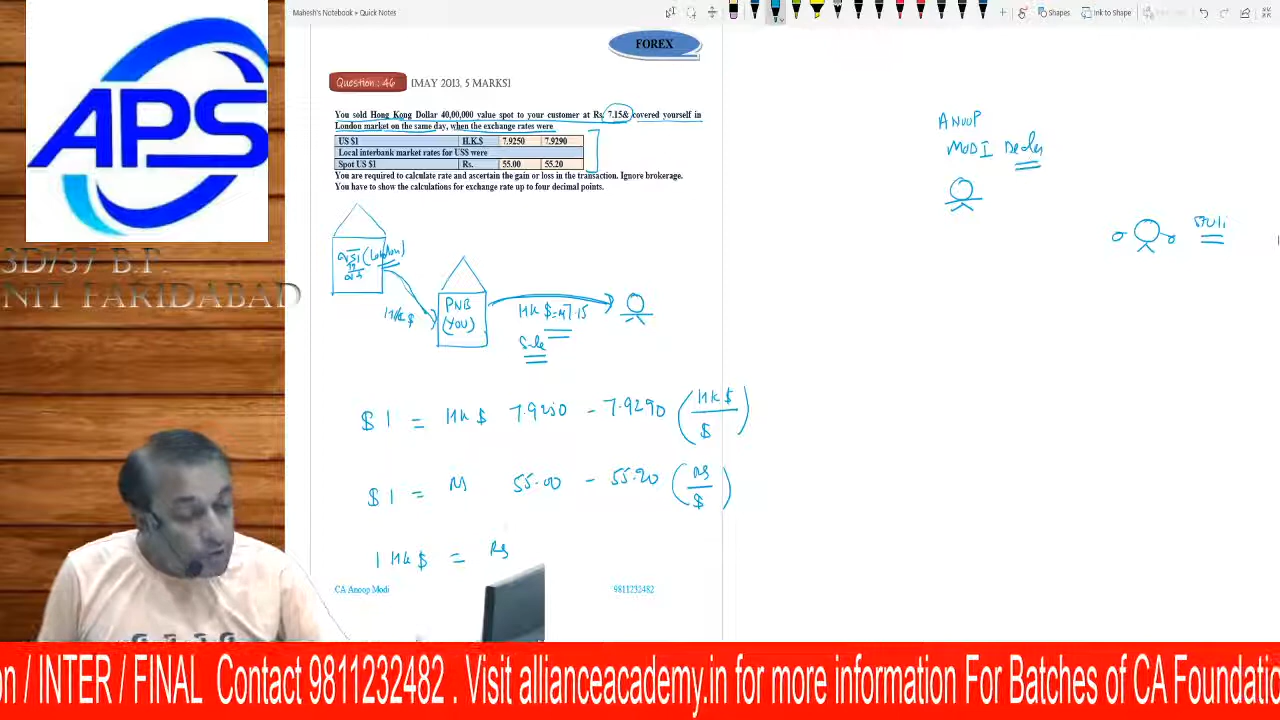 Mahesh's Notebook » Quick Notes
Shapes
Ink to Shape
APS
3D/37 B.P.
NIT FARIDABAD
FOREX
Question : 46 [MAY 2013, 5 MARKS]
You sold Hong Kong Dollar 40,00,000 value spot to your customer at Rs. 7.15& covered yourself in
London market on the same day, when the exchange rates were
US $1 H.K.$ 7.9250 7.9290
Local interbank market rates for US$ were
Spot US $1 Rs. 55.00 55.20
You are required to calculate rate and ascertain the gain or loss in the transaction. Ignore brokerage.
You have to show the calculations for exchange rate up to four decimal points.
ANOOP
MODI Dealer
(London)
HK $
PNB
(YOU)
HK $ = 7.15
Sale
$ 1 = HK $ 7.9250 - 7.9290 (HK $ / $)
$ 1 = Rs 55.00 - 55.20 (Rs / $)
1 HK $ = Rs
CA Anoop Modi 9811232482
on / INTER / FINAL Contact 9811232482 . Visit allianceacademy.in for more information For Batches of CA Foundatio